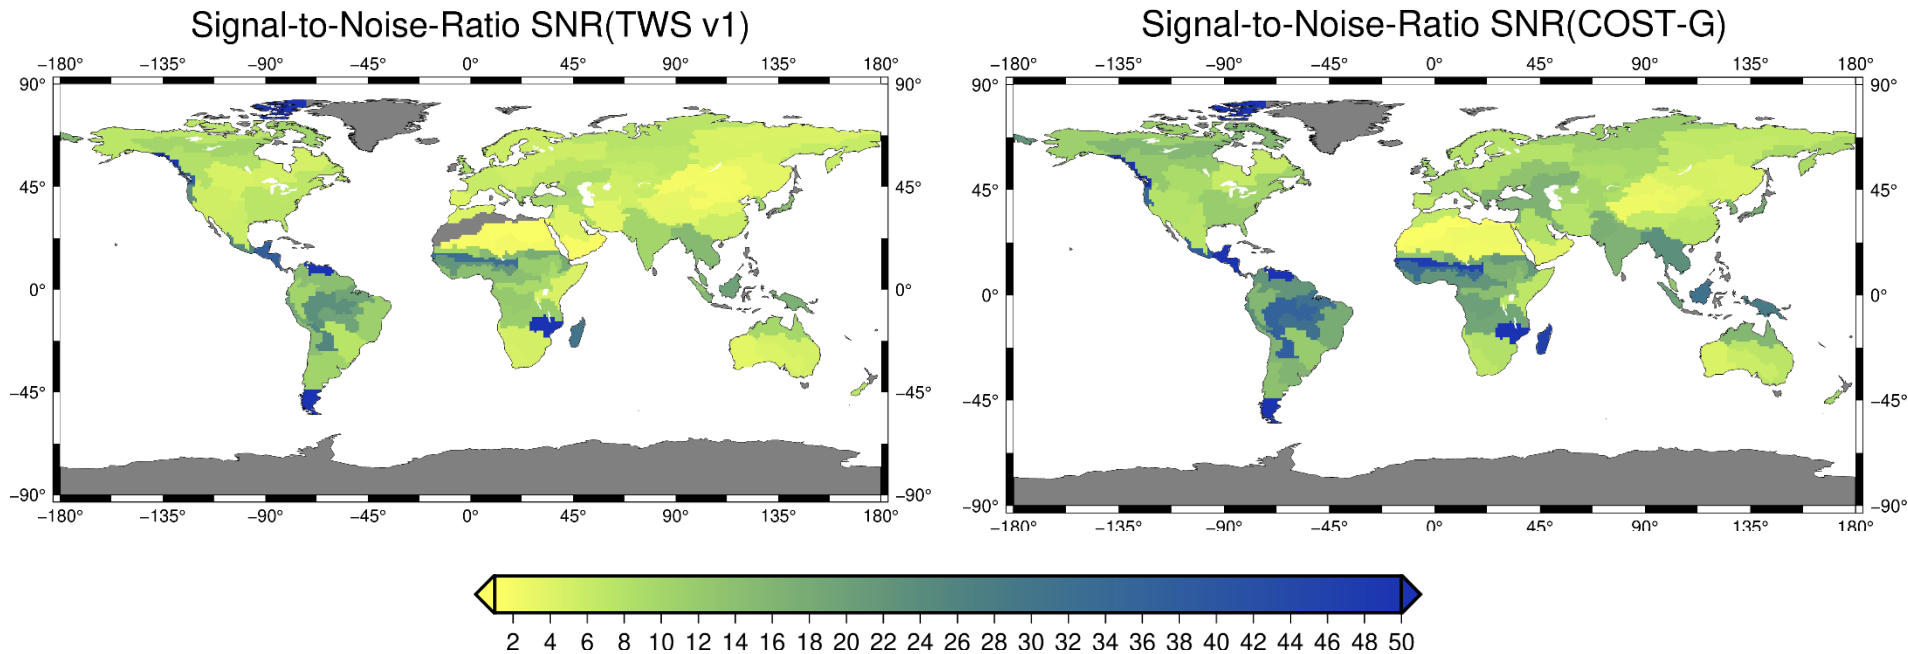 Signal-to-Noise-Ratio SNR(TWS v1)
−180° −135° −90° −45° 0° 45° 90° 135° 180°
90° 90°
45° 45°
0° 0°
−45° −45°
−90° −90°
−180° −135° −90° −45° 0° 45° 90° 135° 180°
Signal-to-Noise-Ratio SNR(COST-G)
−180° −135° −90° −45° 0° 45° 90° 135° 180°
90° 90°
45° 45°
0° 0°
−45° −45°
−90° −90°
−180° −135° −90° −45° 0° 45° 90° 135° 180°
2 4 6 8 10 12 14 16 18 20 22 24 26 28 30 32 34 36 38 40 42 44 46 48 50